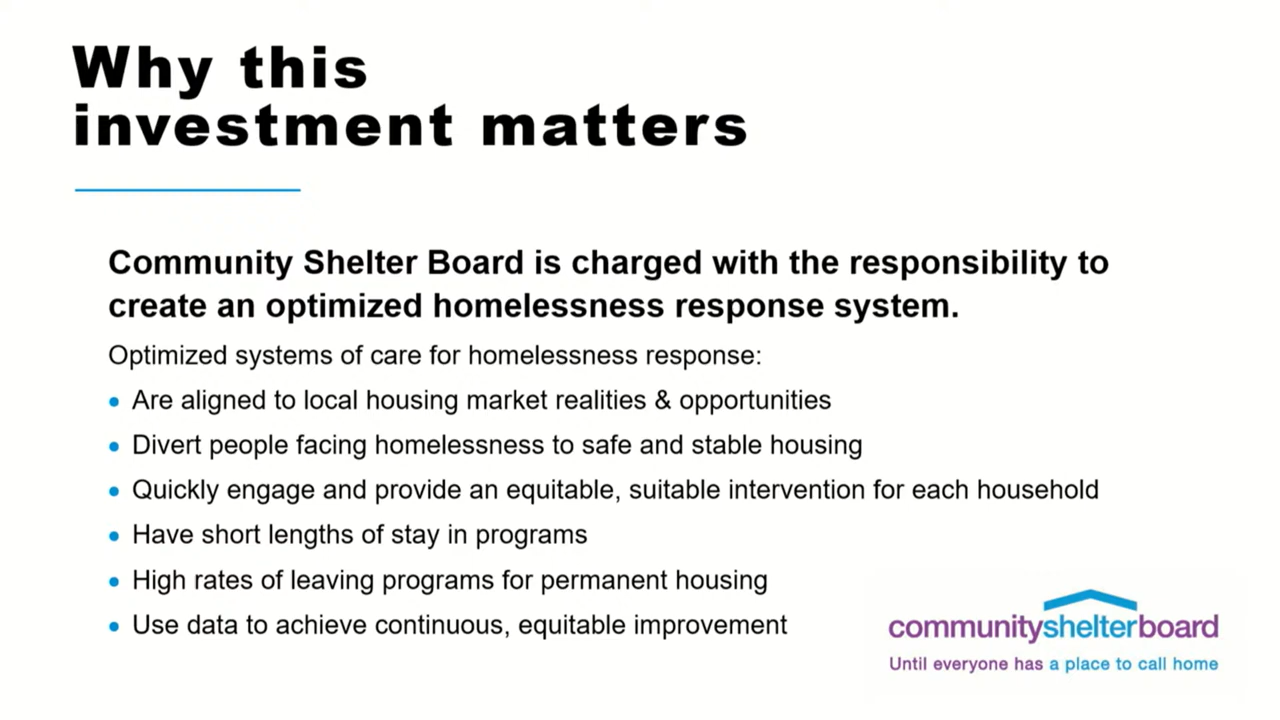 Why this
investment matters
Community Shelter Board is charged with the responsibility to
create an optimized homelessness response system.
Optimized systems of care for homelessness response:
• Are aligned to local housing market realities & opportunities
• Divert people facing homelessness to safe and stable housing
• Quickly engage and provide an equitable, suitable intervention for each household
• Have short lengths of stay in programs
• High rates of leaving programs for permanent housing
• Use data to achieve continuous, equitable improvement
communityshelterboard
Until everyone has a place to call home